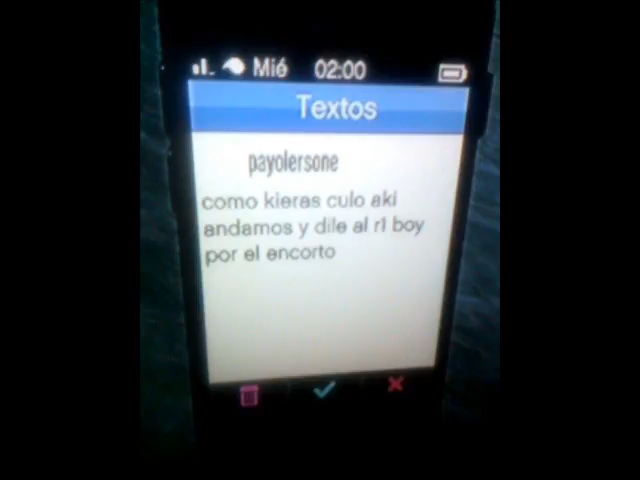 Mié 02:00
Textos
payolersone
como kieras culo aki
andamos y dile al r1 boy
por el encorto